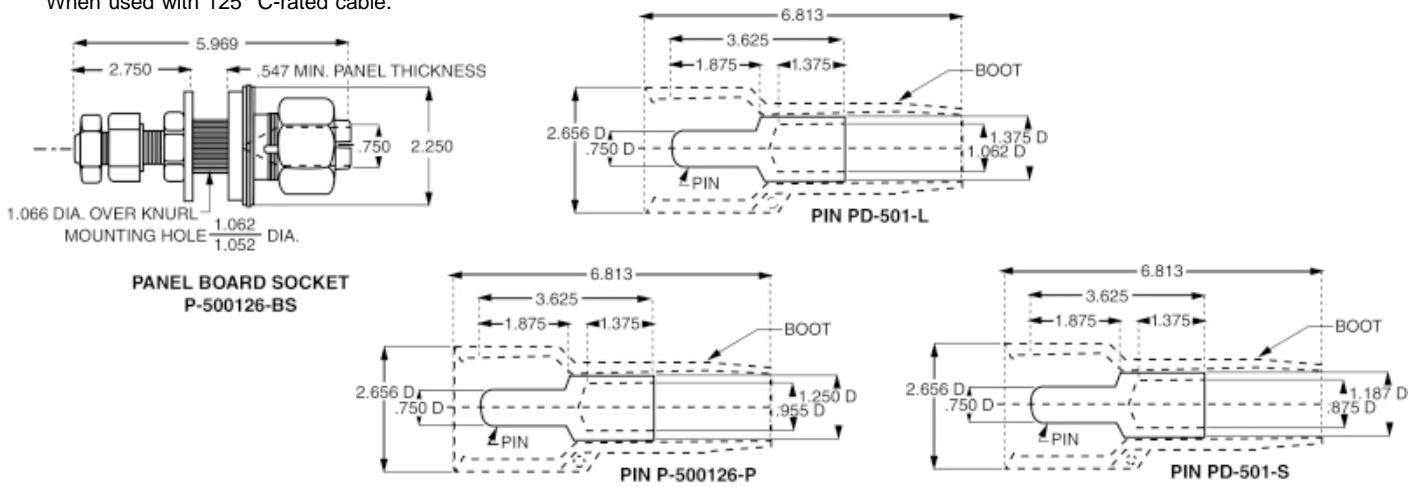 When used with 125° C-rated cable.
5.969
2.750
.547 MIN. PANEL THICKNESS
.750
2.250
1.066 DIA. OVER KNURL
MOUNTING HOLE 1.062
1.052 DIA.
PANEL BOARD SOCKET
P-500126-BS
6.813
3.625
1.875
1.375
BOOT
2.656 D
.750 D
1.375 D
1.062 D
PIN
PIN PD-501-L
6.813
3.625
1.875
1.375
BOOT
2.656 D
.750 D
1.250 D
.955 D
PIN
PIN P-500126-P
6.813
3.625
1.875
1.375
BOOT
2.656 D
.750 D
1.187 D
.875 D
PIN
PIN PD-501-S